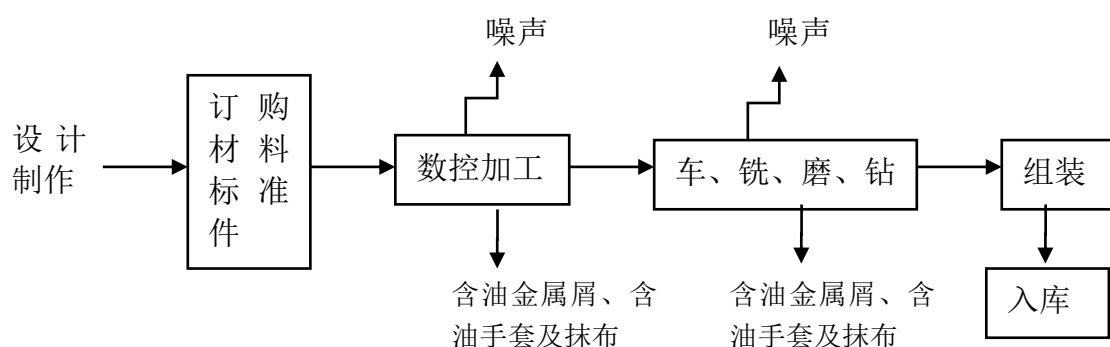 噪声
噪声
设计
制作
订购
材料
标准
件
数控加工
车、铣、磨、钻
组装
含油金属屑、含
油手套及抹布
含油金属屑、含
油手套及抹布
入库